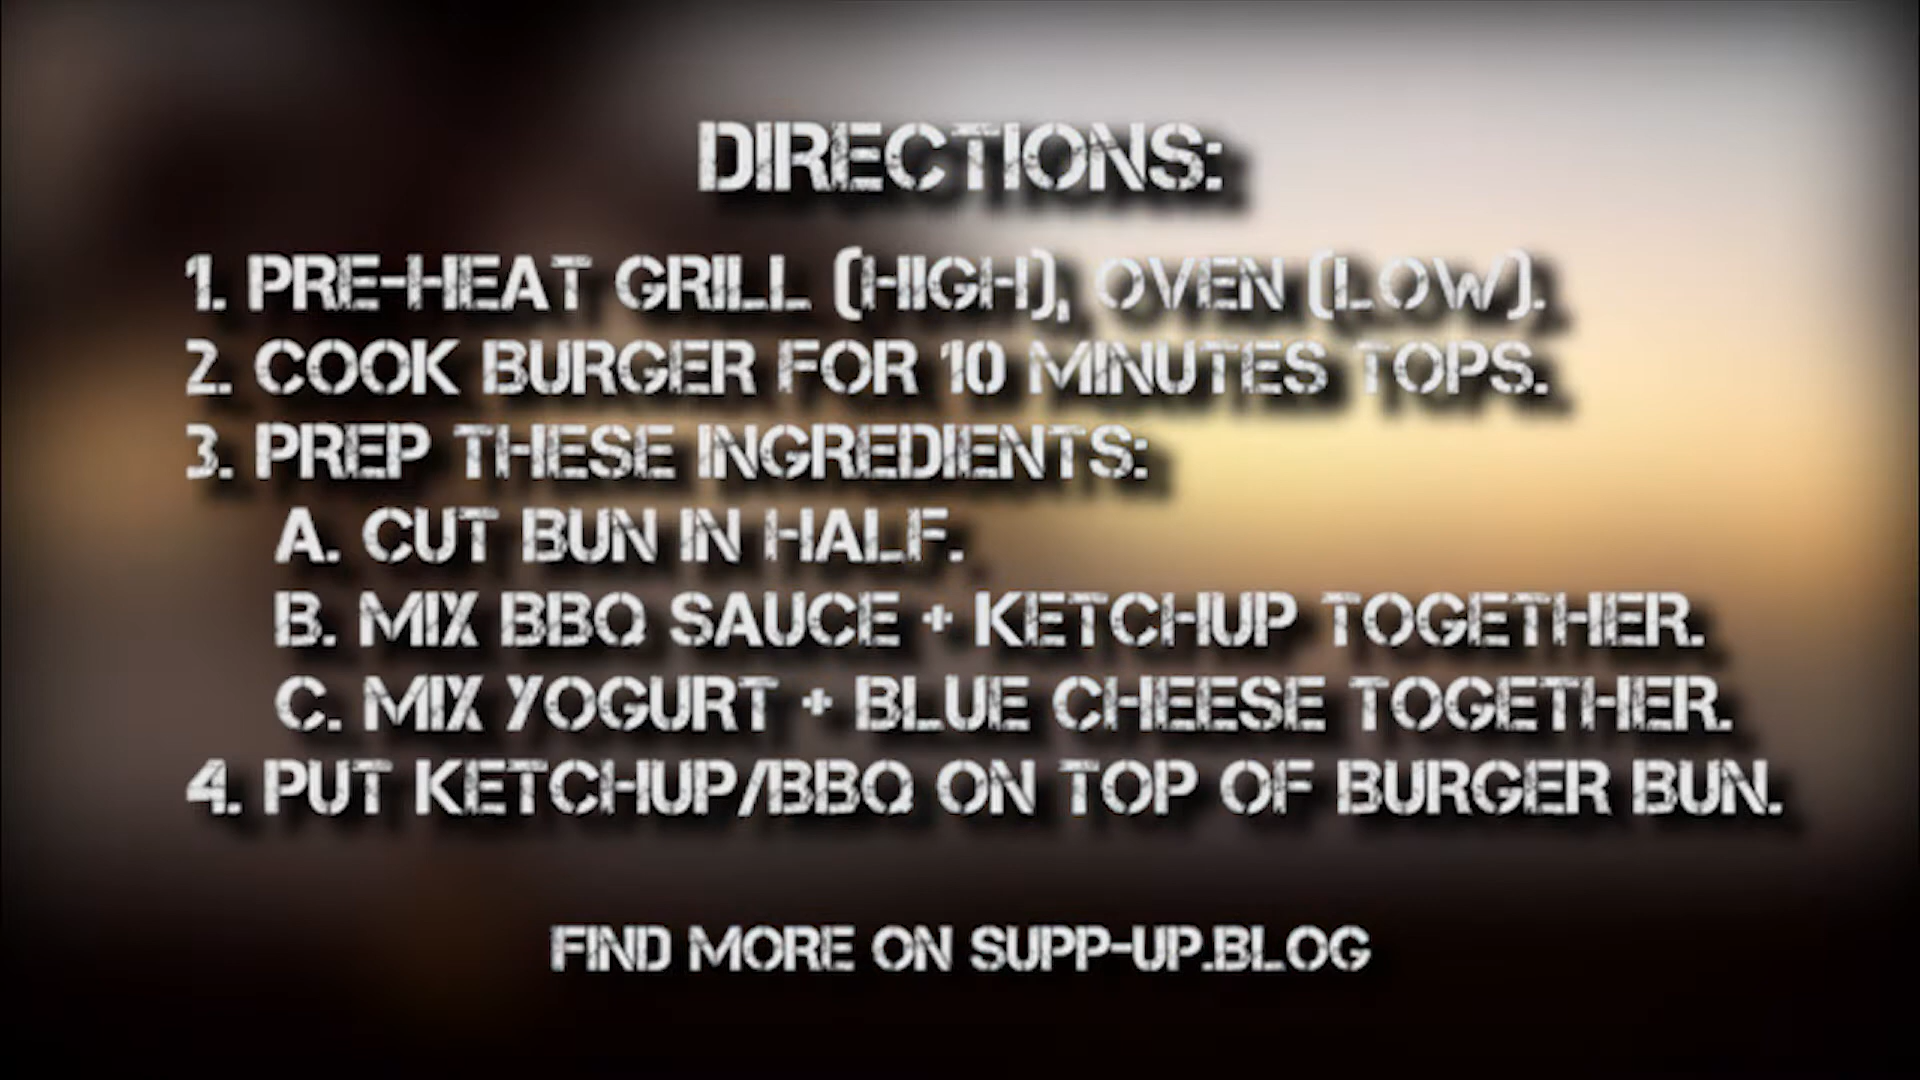 DIRECTIONS:
1. PRE-HEAT GRILL (HIGH), OVEN (LOW).
2. COOK BURGER FOR 10 MINUTES TOPS.
3. PREP THESE INGREDIENTS:
A. CUT BUN IN HALF.
B. MIX BBQ SAUCE + KETCHUP TOGETHER.
C. MIX YOGURT + BLUE CHEESE TOGETHER.
4. PUT KETCHUP/BBQ ON TOP OF BURGER BUN.
FIND MORE ON SUPP-UP.BLOG